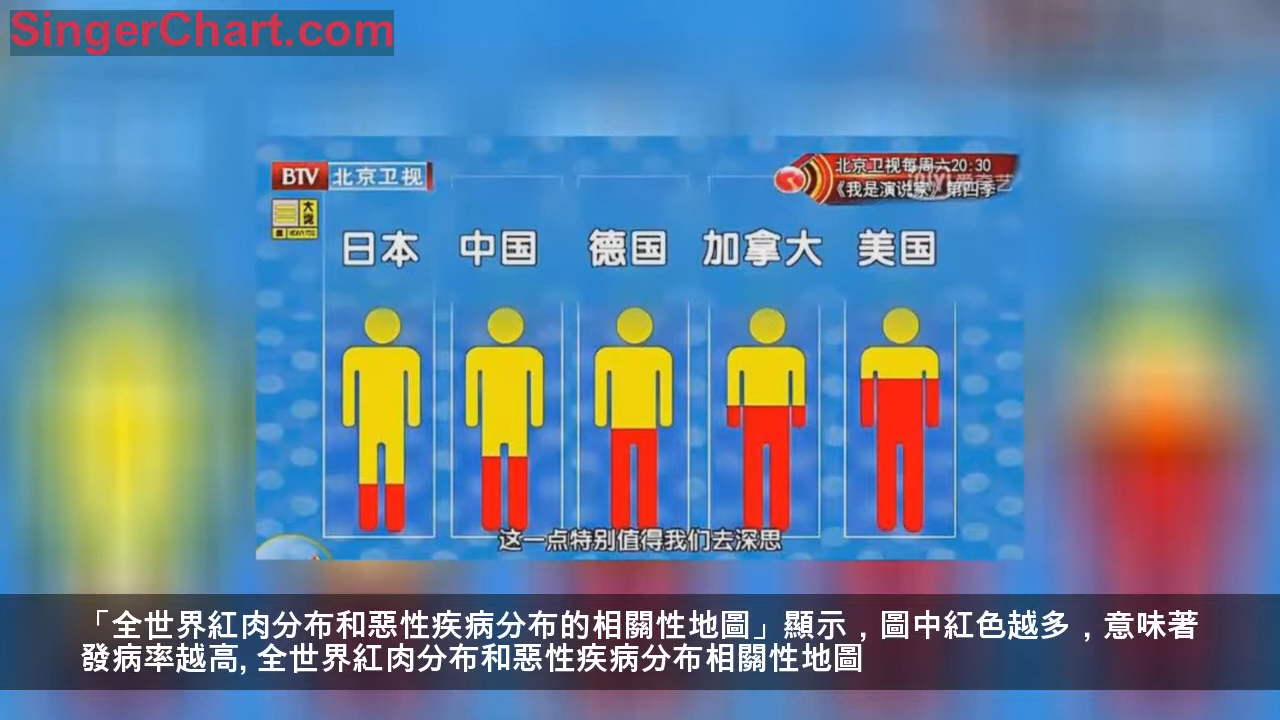 SingerChart.com
BTV 北京卫视
北京卫视每周六20:30
《我是演说家》第四季
日本 中国 德国 加拿大 美国
这一点特别值得我们去深思
「全世界紅肉分布和惡性疾病分布的相關性地圖」顯示，圖中紅色越多，意味著
發病率越高, 全世界紅肉分布和惡性疾病分布相關性地圖